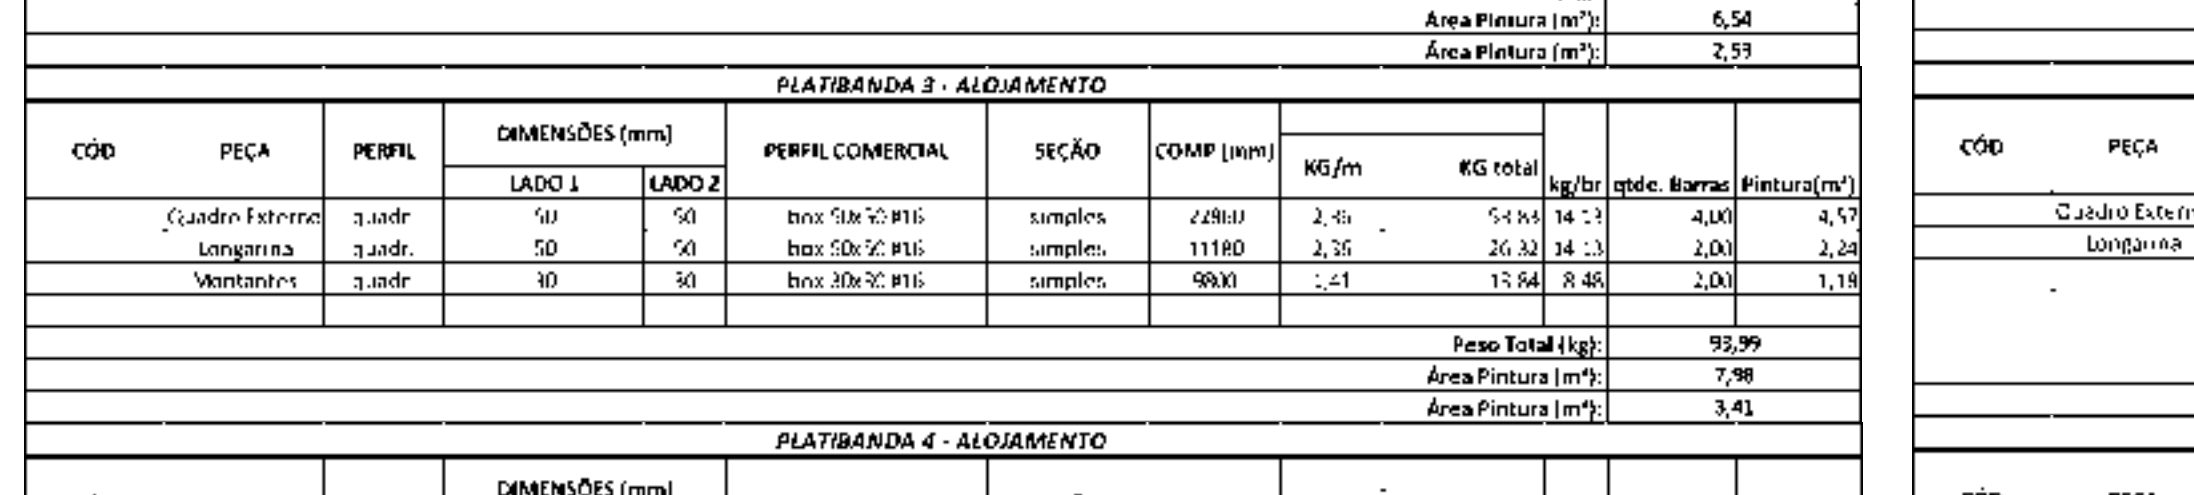 Área Pintura (m²): 6,54
Área Pintura (m²): 2,53
PLATIBANDA 3 - ALOJAMENTO
CÓD PEÇA PERFIL DIMENSÕES (mm) PERFIL COMERCIAL SEÇÃO COMP (mm) KG/m KG total kg/br qtde. Barras Pintura(m²) CÓD PEÇA
LADO 1 LADO 2
Quadro Externo quadr. 50 50 box 50x50 #16 simples 2,36 14,13 4,00 4,57 Quadro Extern
Longarina quadr. 50 50 box 50x50 #16 simples 11180 2,36 26,32 14,13 2,00 2,24 Longarina
Montantes quadr. 30 30 box 30x30 #16 simples 9800 1,41 13,84 8,48 2,00 1,18
Peso Total (kg): 93,99
Área Pintura (m²): 7,98
Área Pintura (m²): 3,41
PLATIBANDA 4 - ALOJAMENTO
DIMENSÕES (mm)